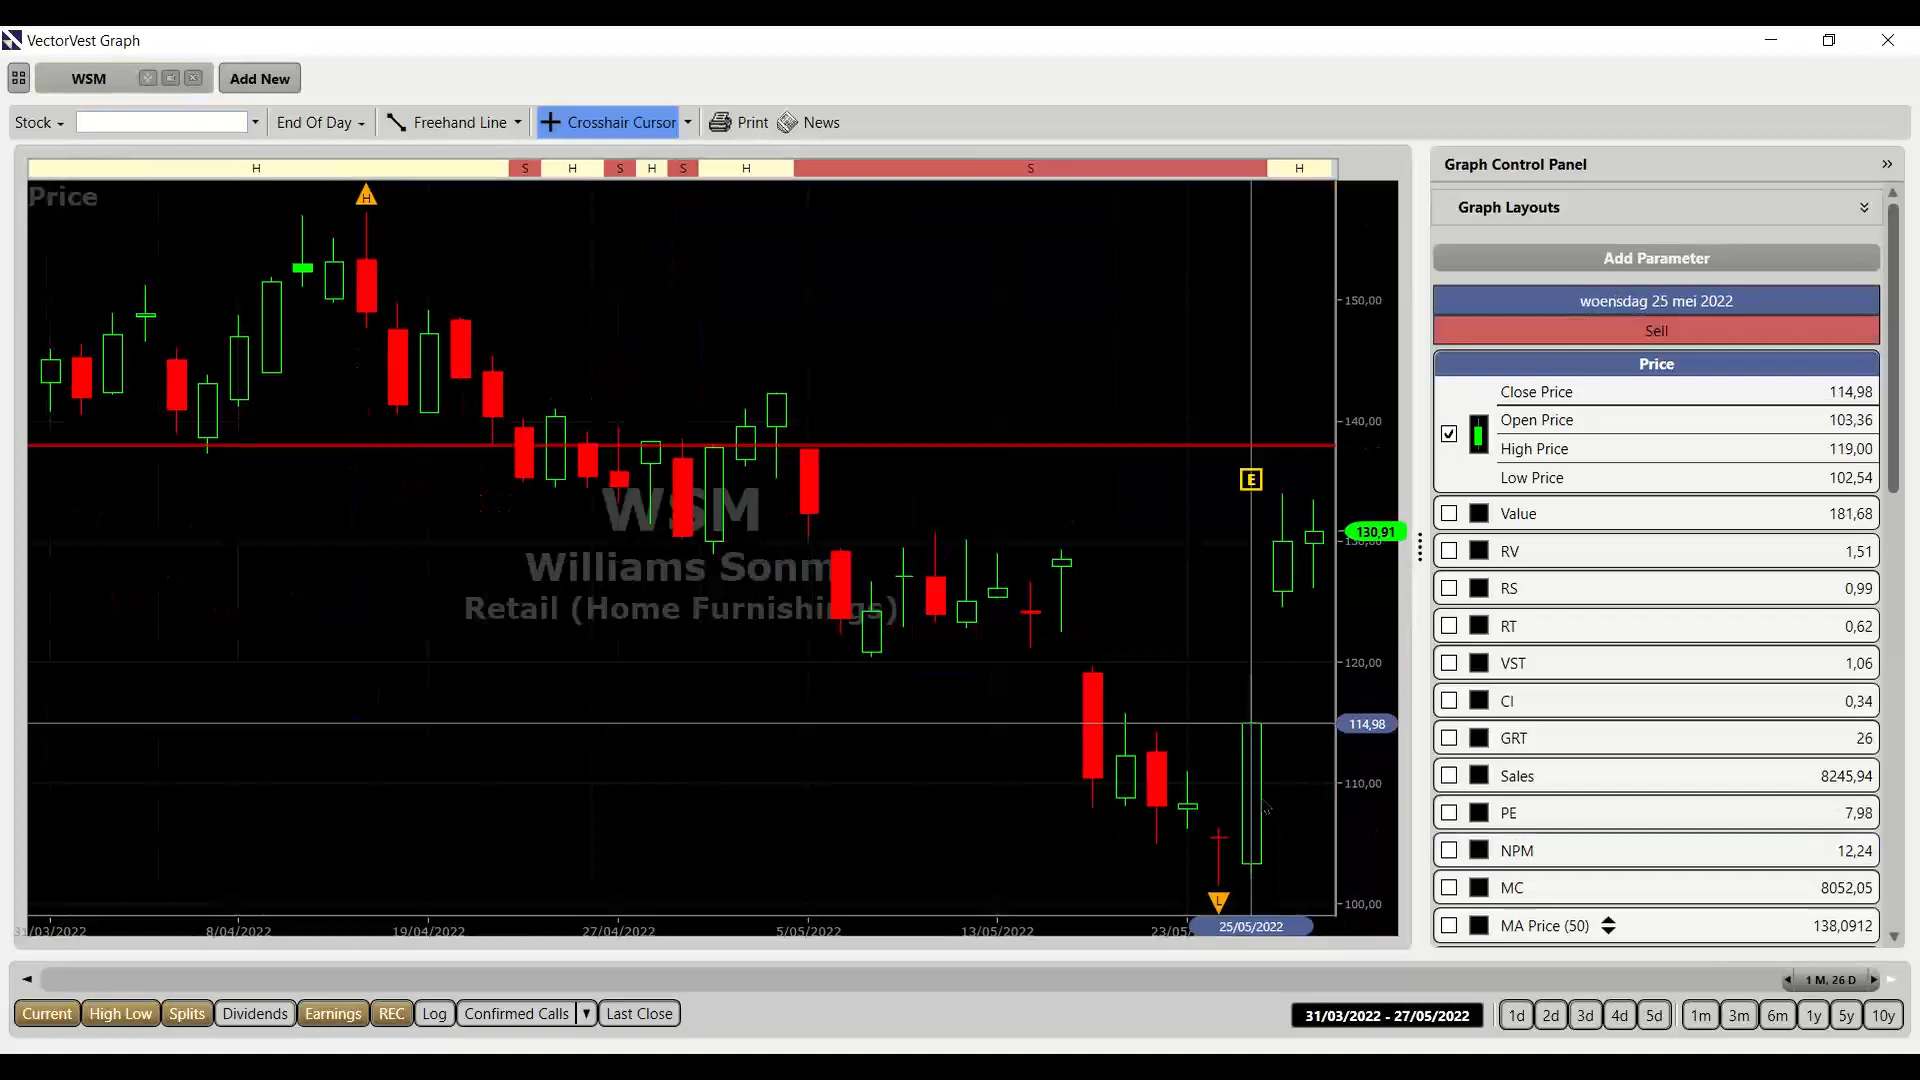 VectorVest Graph
WSM
Add New
Stock
End Of Day
Freehand Line
Crosshair Cursor
Print
News
H S H S H S H S H
Price
H
150,00
140,00
E
WSM
130,91
Williams Sonm
Retail (Home Furnishings)
120,00
114,98
110,00
L
100,00
31/03/2022 8/04/2022 19/04/2022 27/04/2022 5/05/2022 13/05/2022 23/05 25/05/2022
Graph Control Panel
Graph Layouts
Add Parameter
woensdag 25 mei 2022
Sell
Price
Close Price 114,98
Open Price 103,36
High Price 119,00
Low Price 102,54
Value 181,68
RV 1,51
RS 0,99
RT 0,62
VST 1,06
CI 0,34
GRT 26
Sales 8245,94
PE 7,98
NPM 12,24
MC 8052,05
MA Price (50) 138,0912
1 M, 26 D
Current High Low Splits Dividends Earnings REC Log Confirmed Calls Last Close
31/03/2022 - 27/05/2022
1d 2d 3d 4d 5d 1m 3m 6m 1y 5y 10y